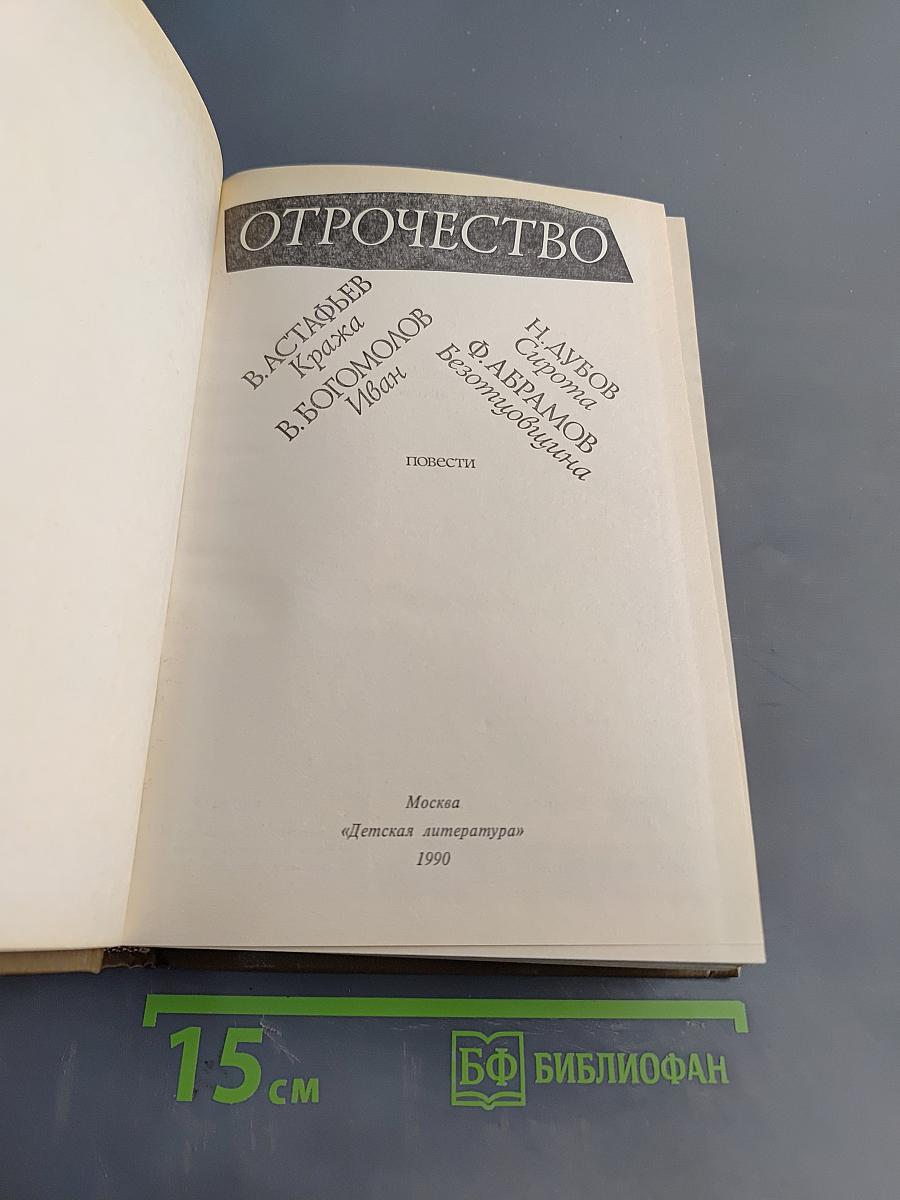 ОТРОЧЕСТВО
В. АСТАФЬЕВ
Кража
В. БОГОМОЛОВ
Иван
Н. ДУБОВ
Сирота
Ф. АБРАМОВ
Безотцовщина
повести
Москва
«Детская литература»
1990
15 см
БФ БИБЛИОФАН